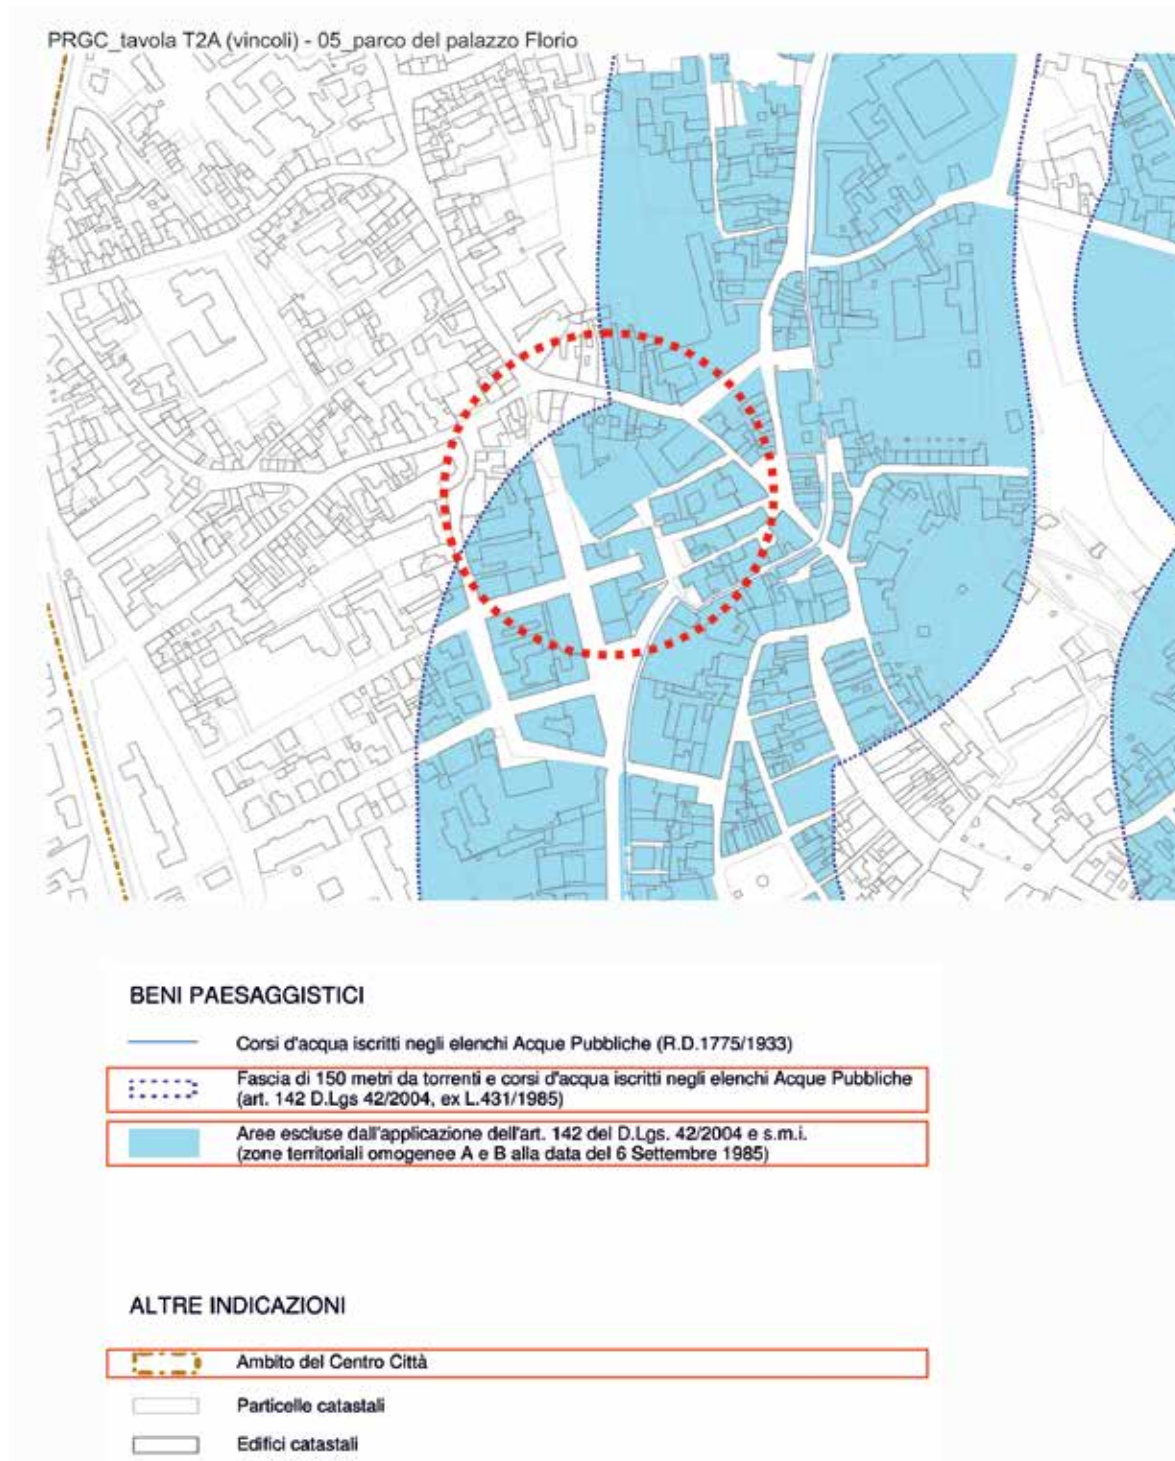 PRGC_tavola T2A (vincoli) - 05_parco del palazzo Florio
BENI PAESAGGISTICI
Corsi d'acqua iscritti negli elenchi Acque Pubbliche (R.D.1775/1933)
Fascia di 150 metri da torrenti e corsi d'acqua iscritti negli elenchi Acque Pubbliche
(art. 142 D.Lgs 42/2004, ex L.431/1985)
Aree escluse dall'applicazione dell'art. 142 del D.Lgs. 42/2004 e s.m.i.
(zone territoriali omogenee A e B alla data del 6 Settembre 1985)
ALTRE INDICAZIONI
Ambito del Centro Città
Particelle catastali
Edifici catastali